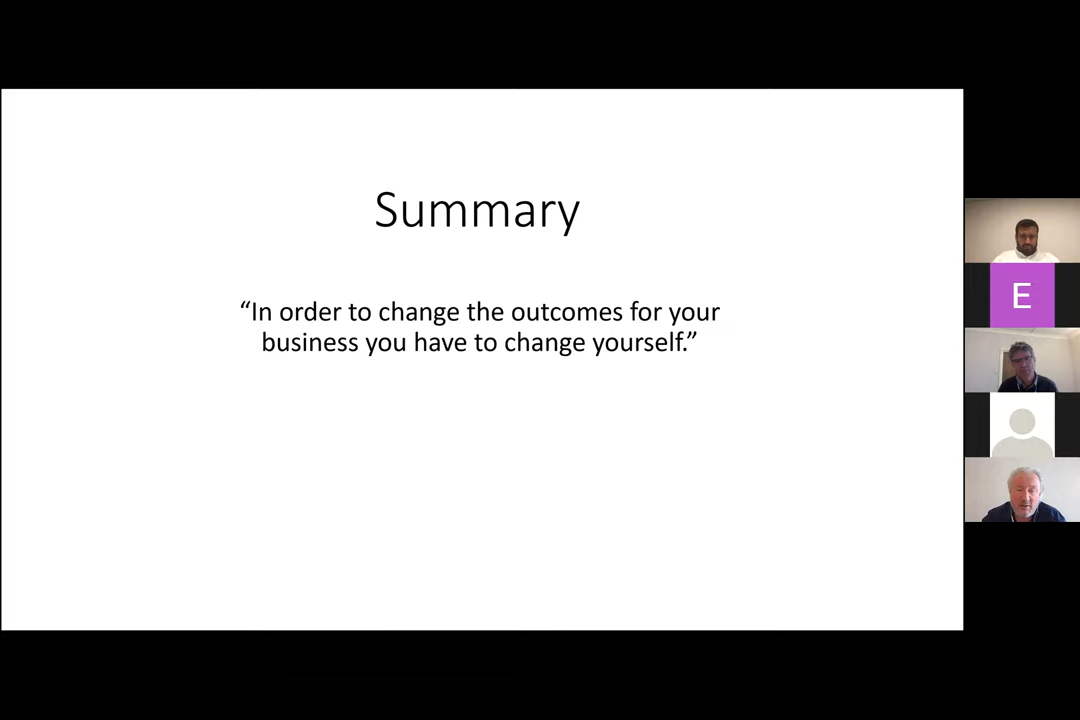 Summary
“In order to change the outcomes for your
business you have to change yourself.”
E